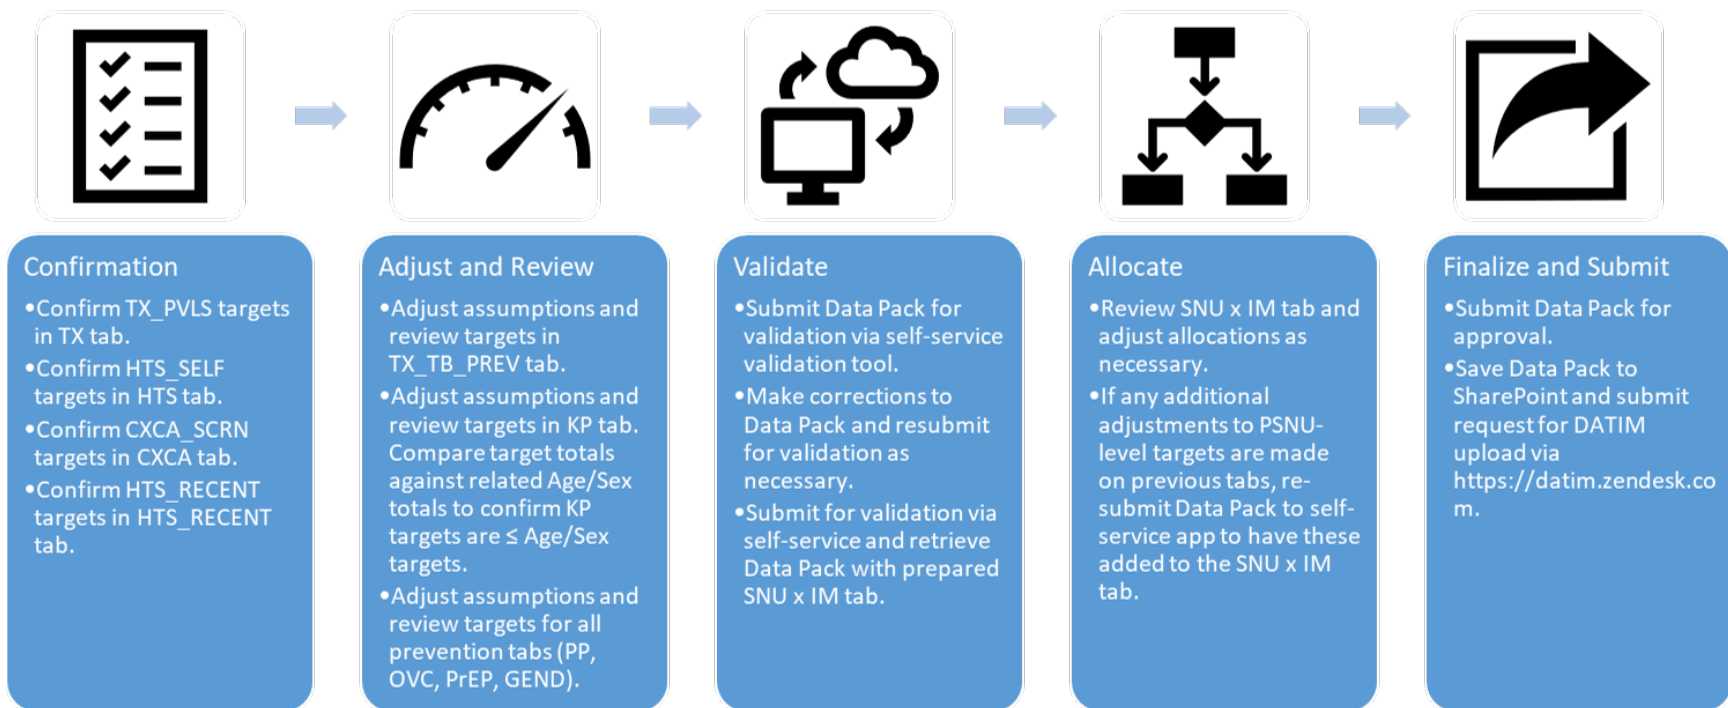 Confirmation
•Confirm TX_PVLS targets
in TX tab.
•Confirm HTS_SELF
targets in HTS tab.
•Confirm CXCA_SCRN
targets in CXCA tab.
•Confirm HTS_RECENT
targets in HTS_RECENT
tab.
Adjust and Review
•Adjust assumptions and
review targets in
TX_TB_PREV tab.
•Adjust assumptions and
review targets in KP tab.
Compare target totals
against related Age/Sex
totals to confirm KP
targets are ≤ Age/Sex
targets.
•Adjust assumptions and
review targets for all
prevention tabs (PP,
OVC, PrEP, GEND).
Validate
•Submit Data Pack for
validation via self-service
validation tool.
•Make corrections to
Data Pack and resubmit
for validation as
necessary.
•Submit for validation via
self-service and retrieve
Data Pack with prepared
SNU x IM tab.
Allocate
•Review SNU x IM tab and
adjust allocations as
necessary.
•If any additional
adjustments to PSNU-
level targets are made
on previous tabs, re-
submit Data Pack to self-
service app to have these
added to the SNU x IM
tab.
Finalize and Submit
•Submit Data Pack for
approval.
•Save Data Pack to
SharePoint and submit
request for DATIM
upload via
https://datim.zendesk.co
m.